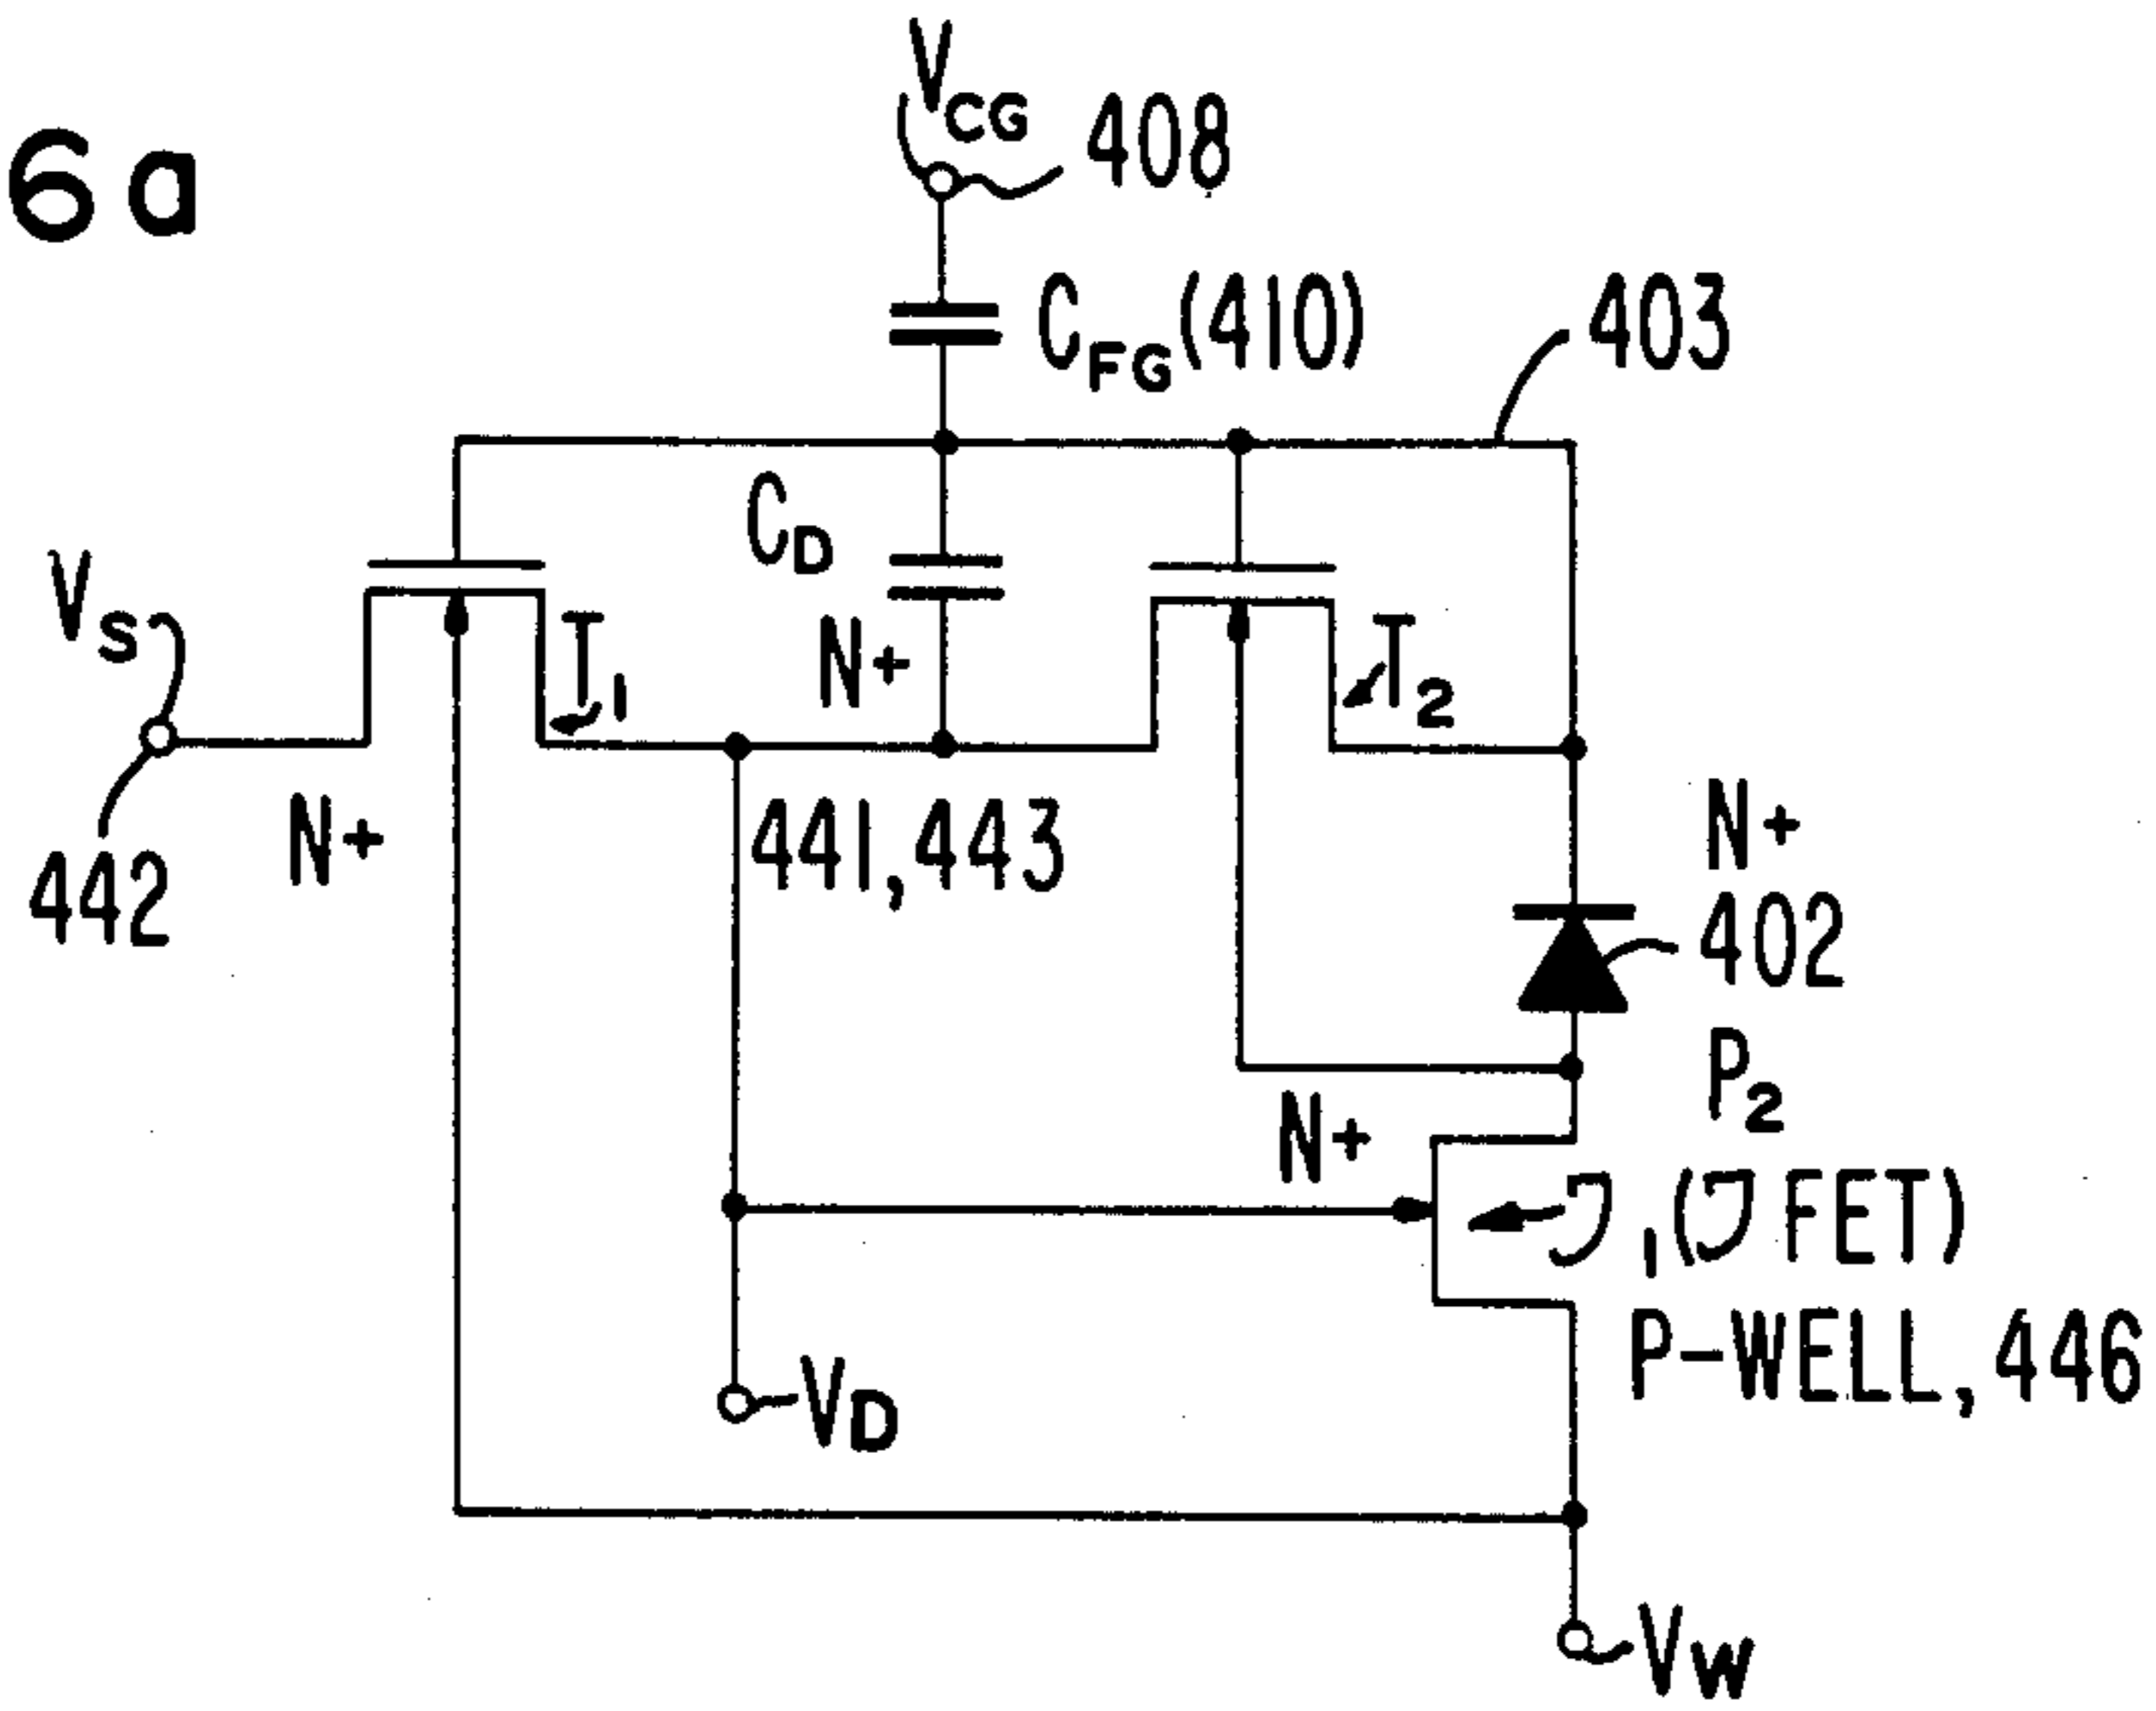 6a
VCG
408
CFG(410)
403
CD
VS
N+
T1
T2
N+
441,443
442
N+
402
P2
N+
J1(JFET)
P-WELL,446
VD
VW